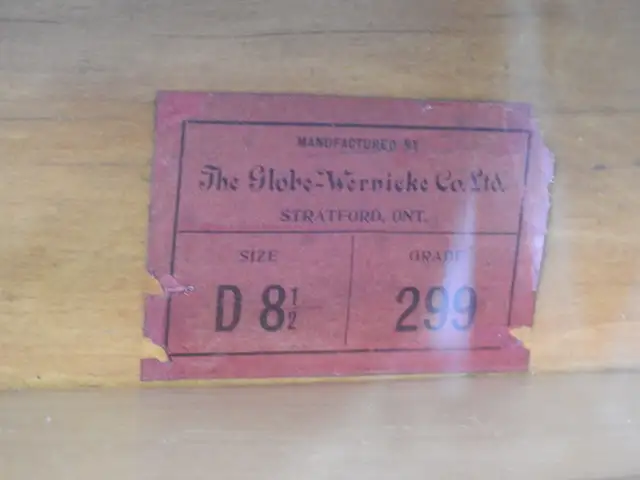 MANUFACTURED BY
The Globe-Wernicke Co. Ltd.
STRATFORD, ONT.
SIZE GRADE
D 8½ 299